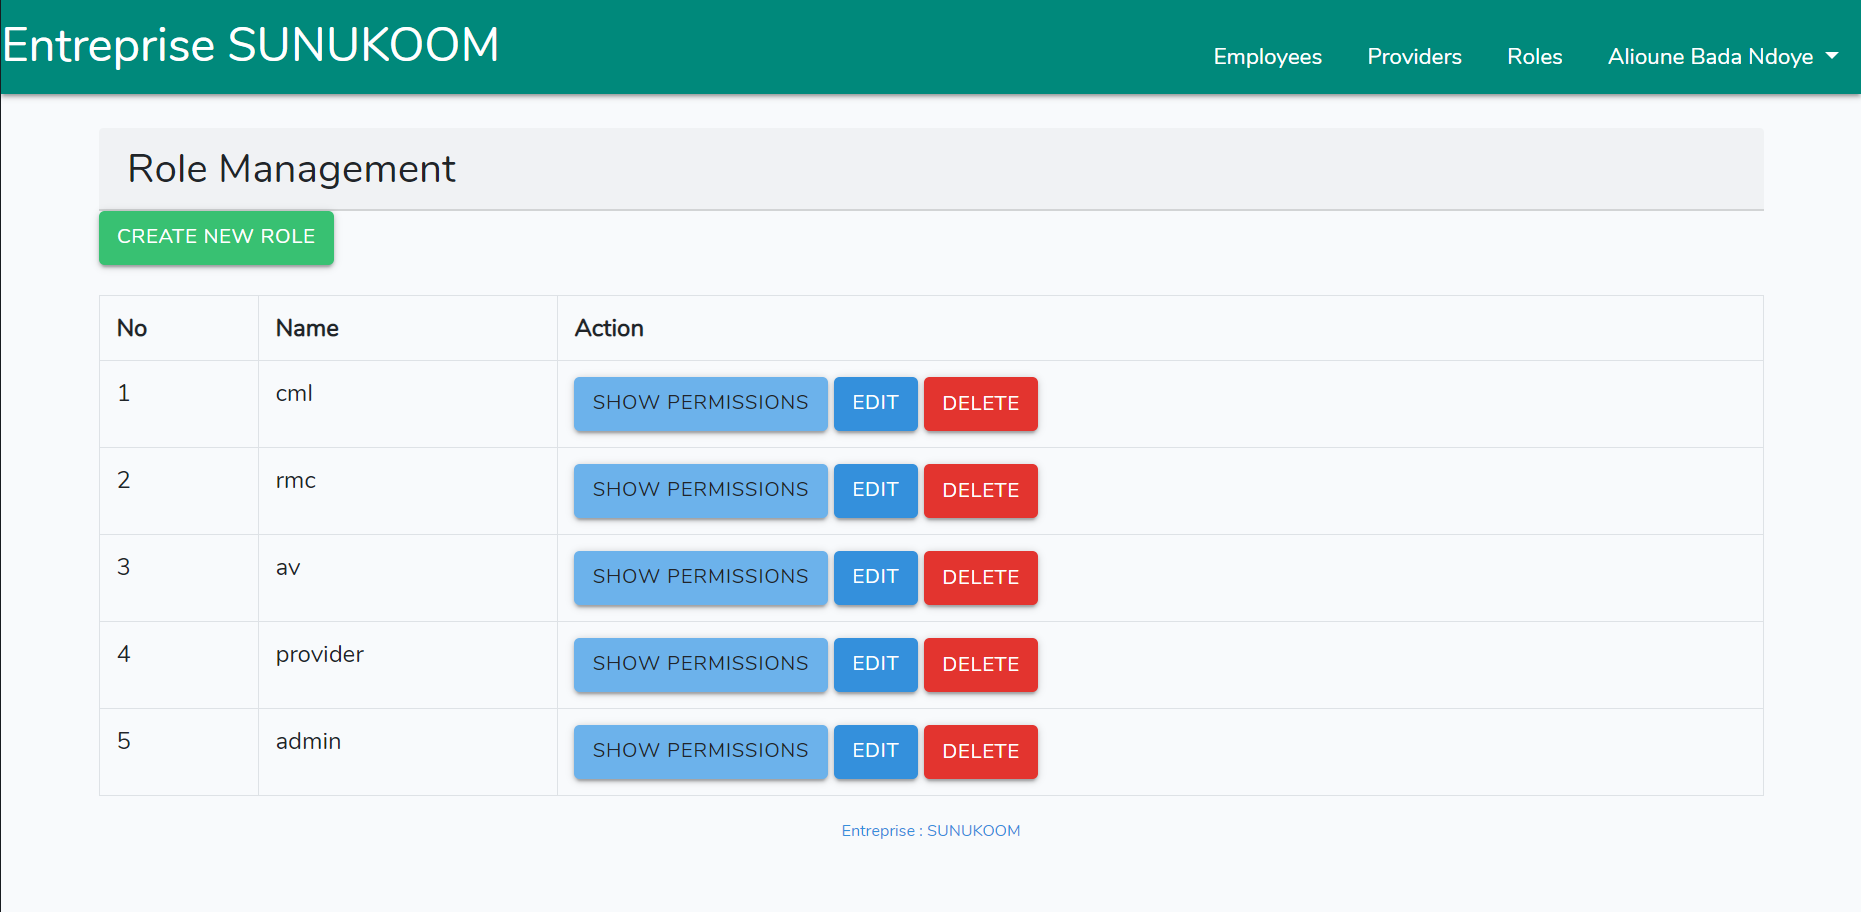 Entreprise SUNUKOOM
Employees Providers Roles Alioune Bada Ndoye
Role Management
CREATE NEW ROLE
No Name Action
1 cml SHOW PERMISSIONS EDIT DELETE
2 rmc SHOW PERMISSIONS EDIT DELETE
3 av SHOW PERMISSIONS EDIT DELETE
4 provider SHOW PERMISSIONS EDIT DELETE
5 admin SHOW PERMISSIONS EDIT DELETE
Entreprise : SUNUKOOM